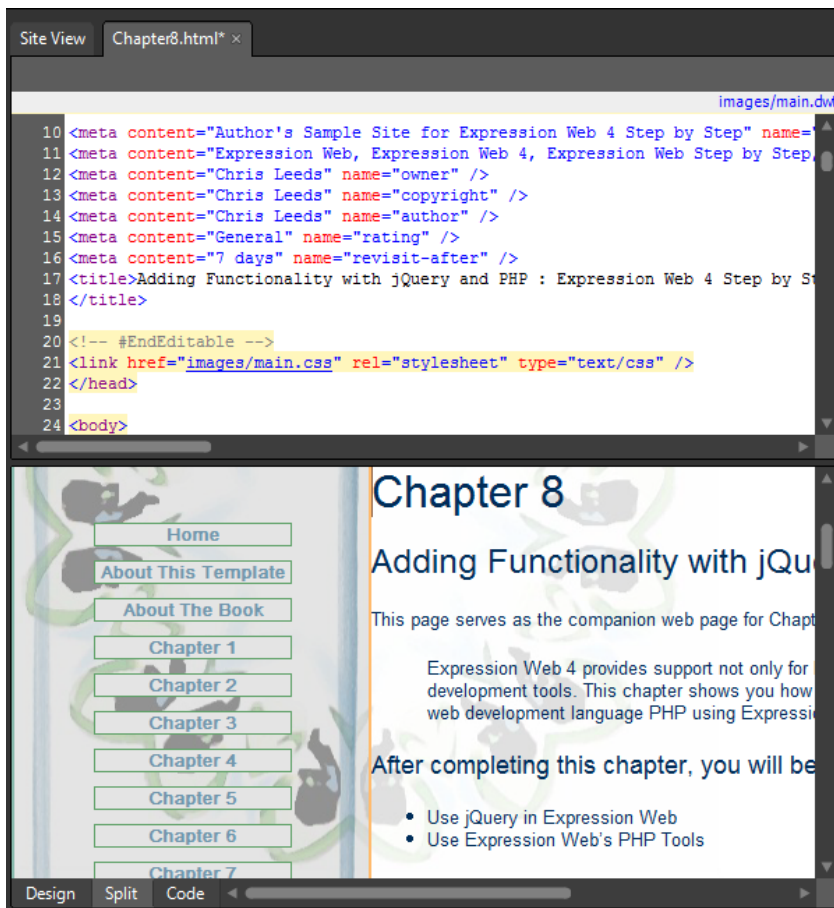 Site View Chapter8.html* ×
images/main.dwt
10 <meta content="Author's Sample Site for Expression Web 4 Step by Step" name="
11 <meta content="Expression Web, Expression Web 4, Expression Web Step by Step,
12 <meta content="Chris Leeds" name="owner" />
13 <meta content="Chris Leeds" name="copyright" />
14 <meta content="Chris Leeds" name="author" />
15 <meta content="General" name="rating" />
16 <meta content="7 days" name="revisit-after" />
17 <title>Adding Functionality with jQuery and PHP : Expression Web 4 Step by St
18 </title>
19
20 <!-- #EndEditable -->
21 <link href="images/main.css" rel="stylesheet" type="text/css" />
22 </head>
23
24 <body>
Home
About This Template
About The Book
Chapter 1
Chapter 2
Chapter 3
Chapter 4
Chapter 5
Chapter 6
Chapter 7
Chapter 8
Adding Functionality with jQu
This page serves as the companion web page for Chapt
Expression Web 4 provides support not only for
development tools. This chapter shows you how
web development language PHP using Expressi
After completing this chapter, you will be
• Use jQuery in Expression Web
• Use Expression Web's PHP Tools
Design Split Code